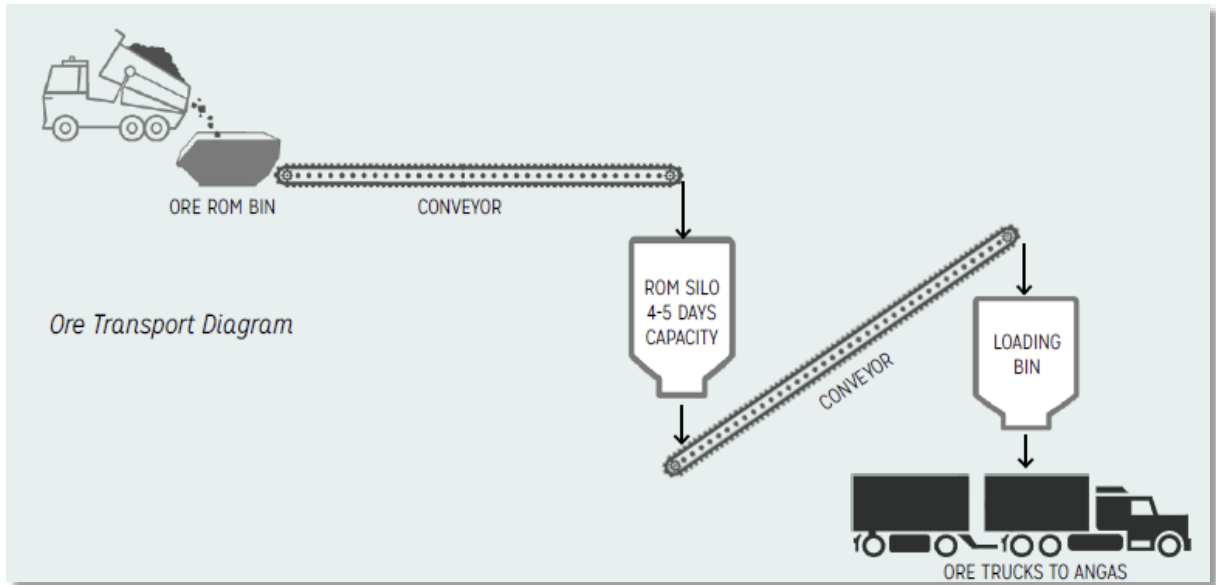 ORE ROM BIN
CONVEYOR
ROM SILO
4-5 DAYS
CAPACITY
Ore Transport Diagram
CONVEYOR
LOADING
BIN
ORE TRUCKS TO ANGAS